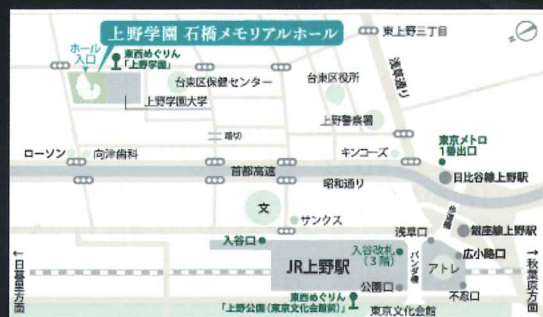 上野学園 石橋メモリアルホール
東上野三丁目
ホール
入口
東西めぐりん
「上野学園」
浅草通り
台東区保健センター
台東区役所
上野学園大学
上野警察署
踏切
東京メトロ
1番出口
ローソン
向津歯科
キンコーズ
首都高速
日比谷線上野駅
昭和通り
文
歩道橋
サンクス
浅草口
銀座線上野駅
入谷口
入谷改札
(3階)
広小路口
←日暮里方面
JR上野駅
パンダ橋
アトレ
→秋葉原方面
公園口
不忍口
東西めぐりん
「上野公園(東京文化会館前)」
東京文化会館
N